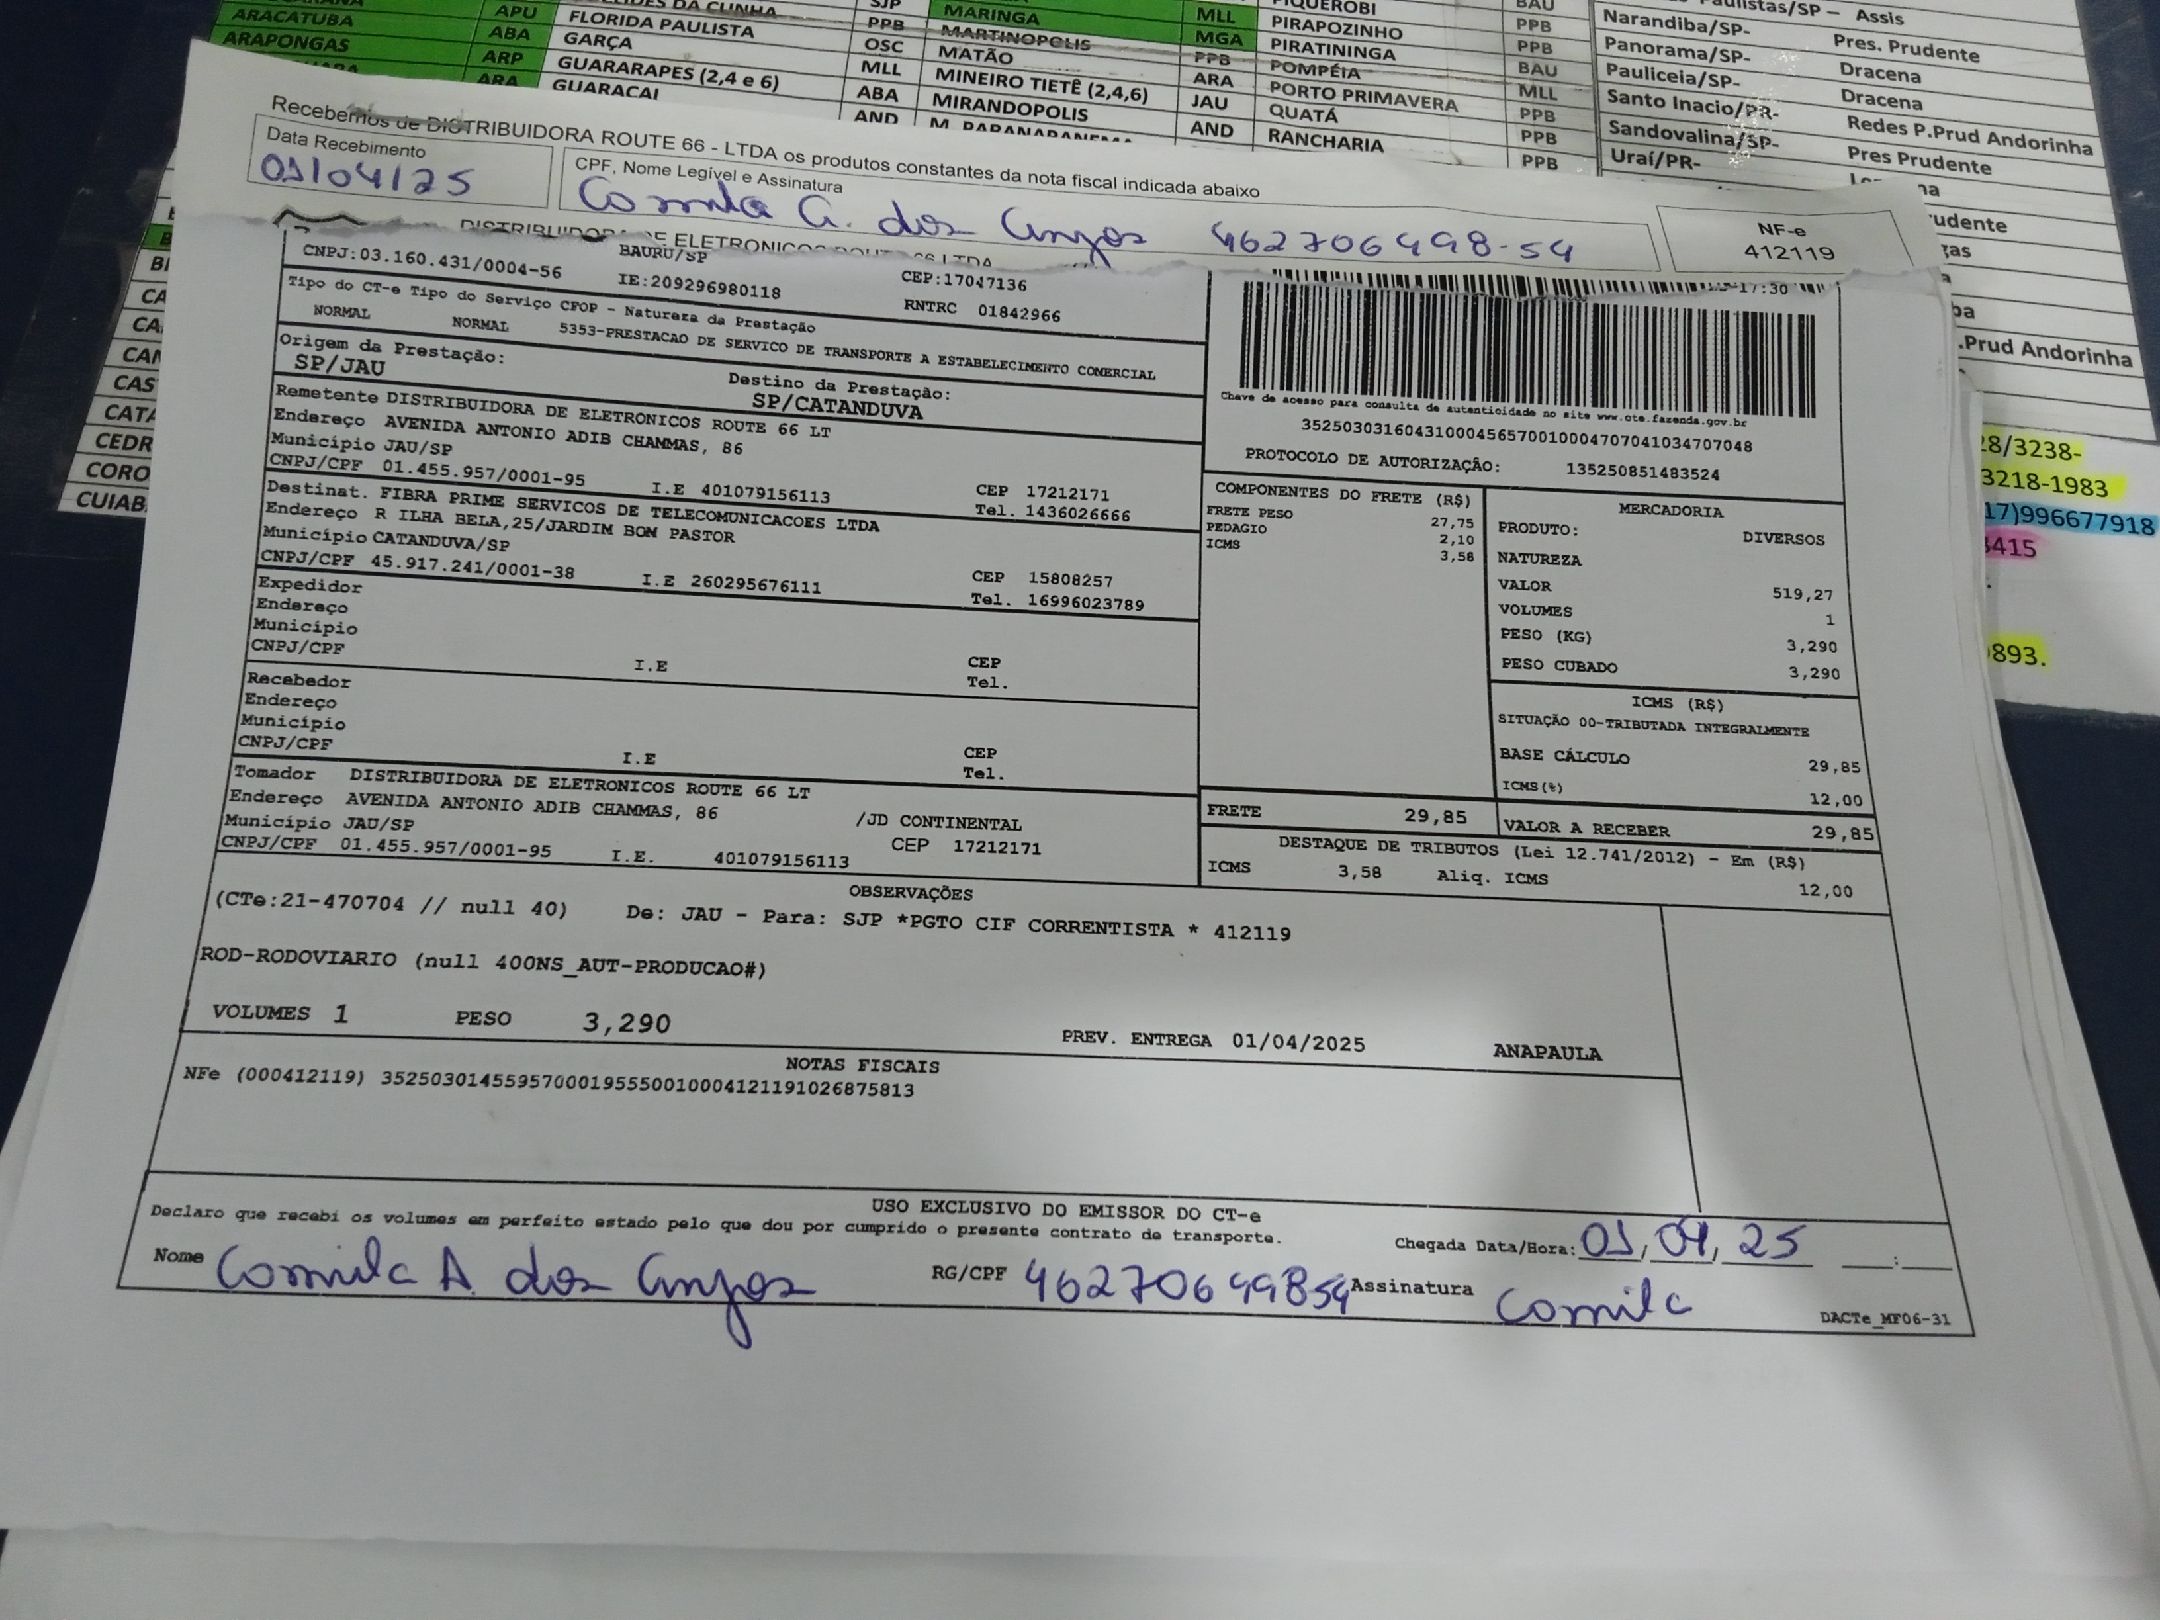 ARACATUBA APU FLORIDA PAULISTA PPB MARINGA MLL PIRAPOZINHO PPB Narandiba/SP- Pres. Prudente
ARAPONGAS ABA GARÇA OSC MARTINOPOLIS MGA PIRATININGA PPB Panorama/SP- Dracena
ARP GUARARAPES (2,4 e 6) MLL MATÃO PPB POMPÉIA BAU Pauliceia/SP- Dracena
ARA GUARACAI ABA MINEIRO TIETÊ (2,4,6) ARA PORTO PRIMAVERA MLL Santo Inacio/PR- Redes P.Prud Andorinha
AND MIRANDOPOLIS JAU QUATÁ PPB Sandovalina/SP- Pres Prudente
AND RANCHARIA PPB Uraí/PR-
Recebemos de DISTRIBUIDORA ROUTE 66 - LTDA os produtos constantes da nota fiscal indicada abaixo
Data Recebimento CPF, Nome Legível e Assinatura NF-e
01/04/25 Comila A. dos Anjos 462706498-54 412119
CNPJ:03.160.431/0004-56 BAURU/SP CEP:17047136 17:30
IE:209296980118 RNTRC 01842966
Tipo do CT-e Tipo do Serviço CFOP - Natureza da Prestação
NORMAL NORMAL 5353-PRESTACAO DE SERVICO DE TRANSPORTE A ESTABELECIMENTO COMERCIAL
Origem da Prestação: Destino da Prestação:
SP/JAU SP/CATANDUVA
Chave de acesso para consulta de autenticidade no site www.cte.fazenda.gov.br
35250303160431000456570010004707041034707048
PROTOCOLO DE AUTORIZAÇÃO: 135250851483524
Remetente DISTRIBUIDORA DE ELETRONICOS ROUTE 66 LT
Endereço AVENIDA ANTONIO ADIB CHAMMAS, 86
Município JAU/SP CEP 17212171
CNPJ/CPF 01.455.957/0001-95 I.E 401079156113 Tel. 1436026666
Destinat. FIBRA PRIME SERVICOS DE TELECOMUNICACOES LTDA
Endereço R ILHA BELA,25/JARDIM BOM PASTOR
Município CATANDUVA/SP CEP 15808257
CNPJ/CPF 45.917.241/0001-38 I.E 260295676111 Tel. 16996023789
Expedidor
Endereço
Município CEP
CNPJ/CPF I.E Tel.
Recebedor
Endereço
Município CEP
CNPJ/CPF I.E Tel.
Tomador DISTRIBUIDORA DE ELETRONICOS ROUTE 66 LT
Endereço AVENIDA ANTONIO ADIB CHAMMAS, 86 /JD CONTINENTAL
Município JAU/SP CEP 17212171
CNPJ/CPF 01.455.957/0001-95 I.E. 401079156113
COMPONENTES DO FRETE (R$)
FRETE PESO 27,75
PEDAGIO 2,10
ICMS 3,58
MERCADORIA
PRODUTO: DIVERSOS
NATUREZA
VALOR 519,27
VOLUMES 1
PESO (KG) 3,290
PESO CUBADO 3,290
ICMS (R$)
SITUAÇÃO 00-TRIBUTADA INTEGRALMENTE
BASE CÁLCULO 29,85
ICMS(%) 12,00
FRETE 29,85 VALOR A RECEBER 29,85
DESTAQUE DE TRIBUTOS (Lei 12.741/2012) - Em (R$)
ICMS 3,58 Aliq. ICMS 12,00
OBSERVAÇÕES
(CTe:21-470704 // null 40) De: JAU - Para: SJP *PGTO CIF CORRENTISTA * 412119
ROD-RODOVIARIO (null 400NS_AUT-PRODUCAO#)
VOLUMES 1 PESO 3,290 PREV. ENTREGA 01/04/2025 ANAPAULA
NOTAS FISCAIS
NFe (000412119) 35250301455957000195550010004121191026875813
USO EXCLUSIVO DO EMISSOR DO CT-e
Declaro que recebi os volumes em perfeito estado pelo que dou por cumprido o presente contrato de transporte. Chegada Data/Hora: 01/04/25 __:__
Nome Comila A. dos Anjos RG/CPF 46270649854 Assinatura Comila
DACTe_MF06-31
CEDR
CORO
CUIAB
.Prud Andorinha
3218-1983
17)996677918